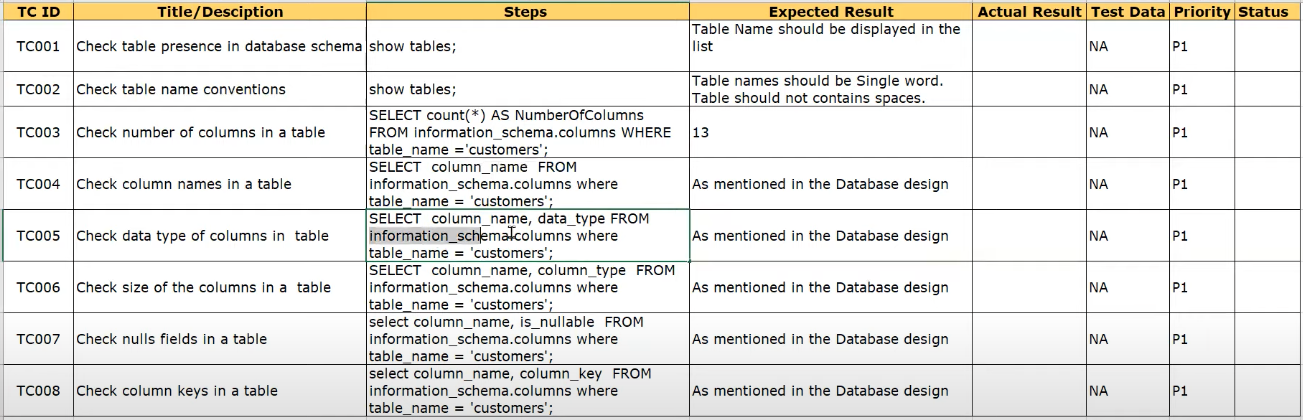 TC ID Title/Desciption Steps Expected Result Actual Result Test Data Priority Status
TC001 Check table presence in database schema show tables; Table Name should be displayed in the
list NA P1
TC002 Check table name conventions show tables; Table names should be Single word.
Table should not contains spaces. NA P1
TC003 Check number of columns in a table SELECT count(*) AS NumberOfColumns
FROM information_schema.columns WHERE
table_name ='customers'; 13 NA P1
TC004 Check column names in a table SELECT column_name FROM
information_schema.columns where
table_name = 'customers'; As mentioned in the Database design NA P1
TC005 Check data type of columns in table SELECT column_name, data_type FROM
information_schema.columns where
table_name = 'customers'; As mentioned in the Database design NA P1
TC006 Check size of the columns in a table SELECT column_name, column_type FROM
information_schema.columns where
table_name = 'customers'; As mentioned in the Database design NA P1
TC007 Check nulls fields in a table select column_name, is_nullable FROM
information_schema.columns where
table_name = 'customers'; As mentioned in the Database design NA P1
TC008 Check column keys in a table select column_name, column_key FROM
information_schema.columns where
table_name = 'customers'; As mentioned in the Database design NA P1